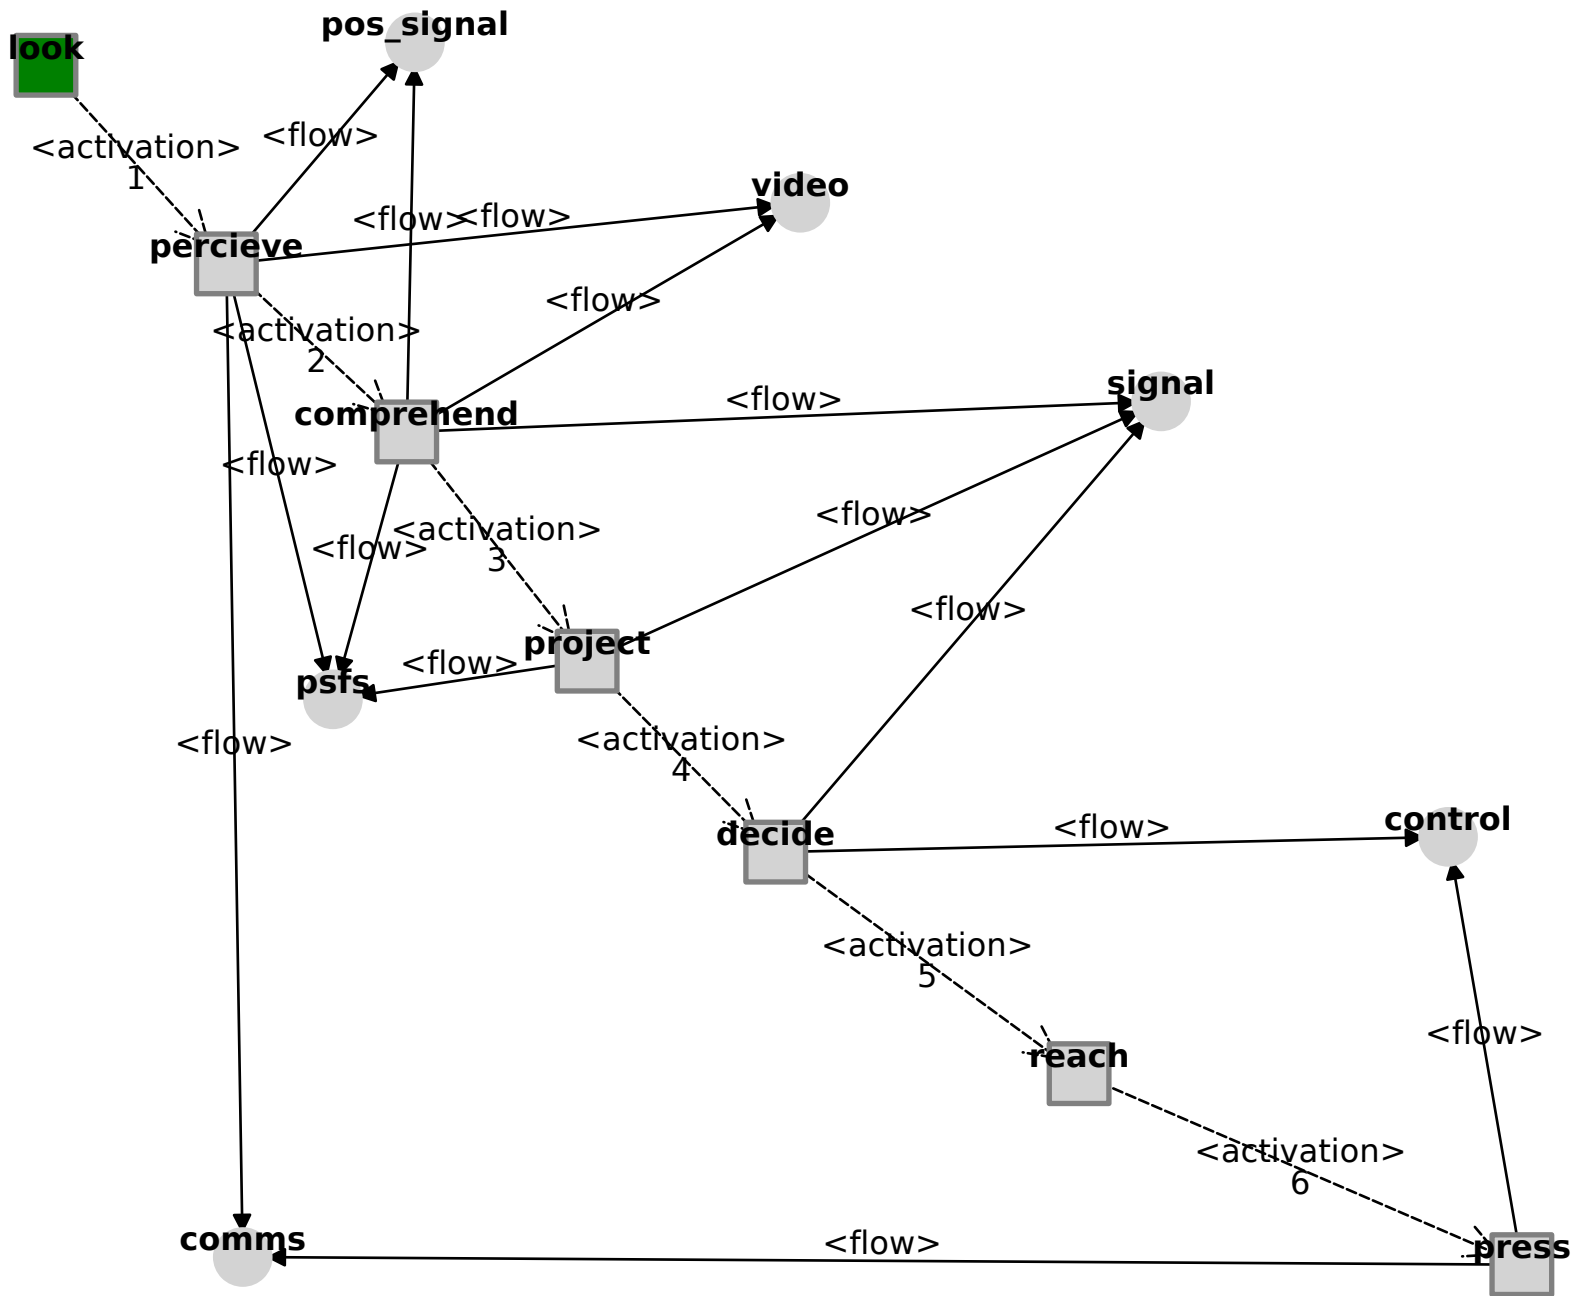 pos_signal
look
<flow>
<activation>
1
video
<flow>
<flow>
percieve
<flow>
<activation>
2
signal
<flow>
comprehend
<flow>
<flow>
<activation>
<flow>
3
<flow>
project
<flow>
psfs
<activation>
<flow>
4
control
<flow>
decide
<activation>
5
<flow>
reach
<activation>
6
comms
<flow>
press